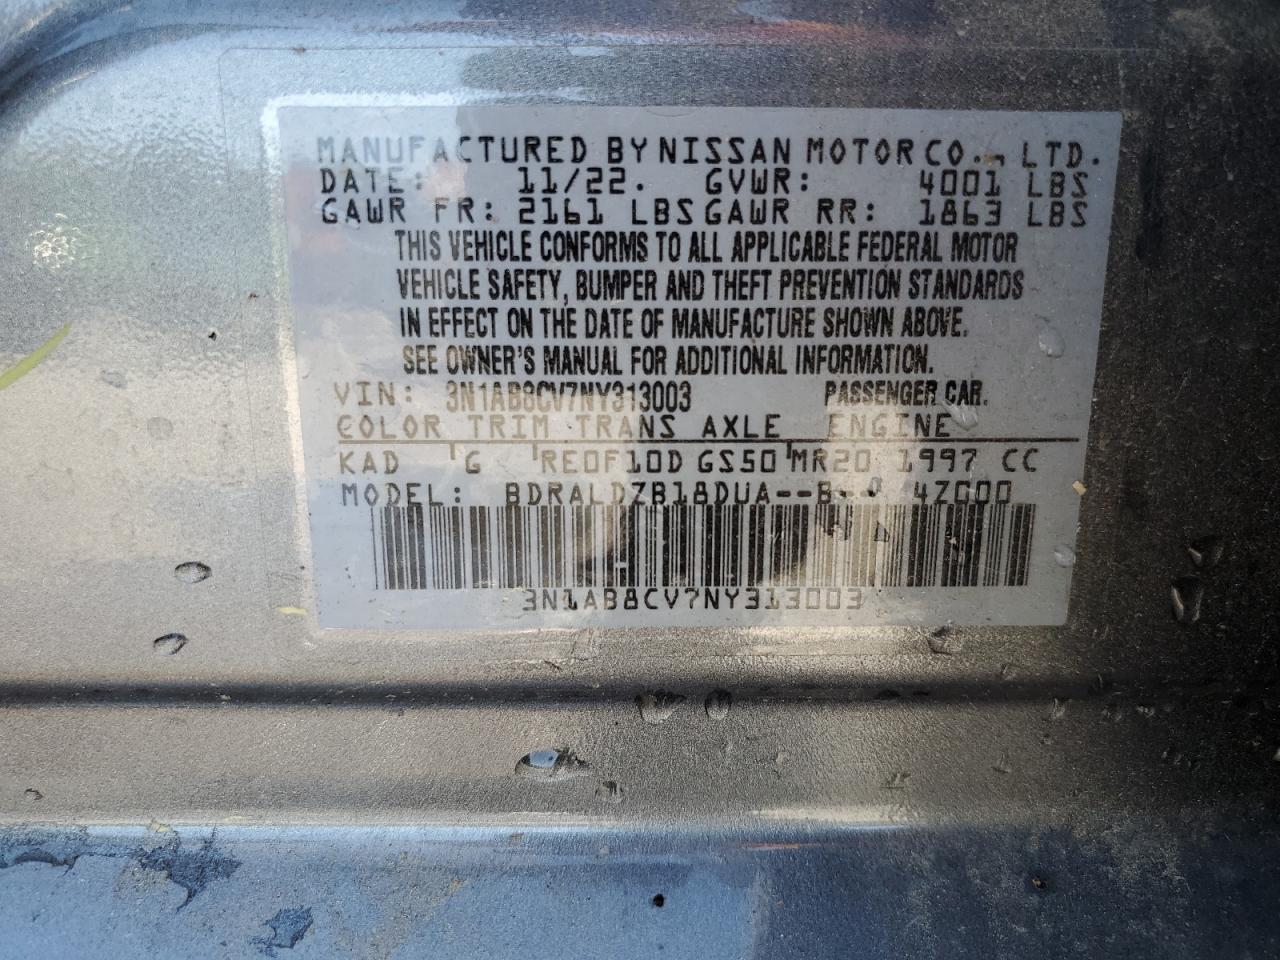 MANUFACTURED BY NISSAN MOTOR CO., LTD.
DATE: 11/22. GVWR: 4001 LBS
GAWR FR: 2161 LBS GAWR RR: 1863 LBS
THIS VEHICLE CONFORMS TO ALL APPLICABLE FEDERAL MOTOR
VEHICLE SAFETY, BUMPER AND THEFT PREVENTION STANDARDS
IN EFFECT ON THE DATE OF MANUFACTURE SHOWN ABOVE.
SEE OWNER'S MANUAL FOR ADDITIONAL INFORMATION.
VIN: 3N1AB8CV7NY313003 PASSENGER CAR.
COLOR TRIM TRANS AXLE ENGINE
KAD G RE0F10D GS50 MR20 1997 CC
MODEL:
3N1AB8CV7NY313003